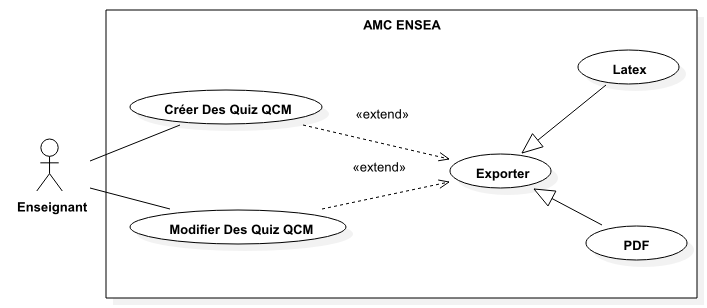 AMC ENSEA
Latex
Créer Des Quiz QCM
«extend»
«extend»
Exporter
Enseignant
Modifier Des Quiz QCM
PDF